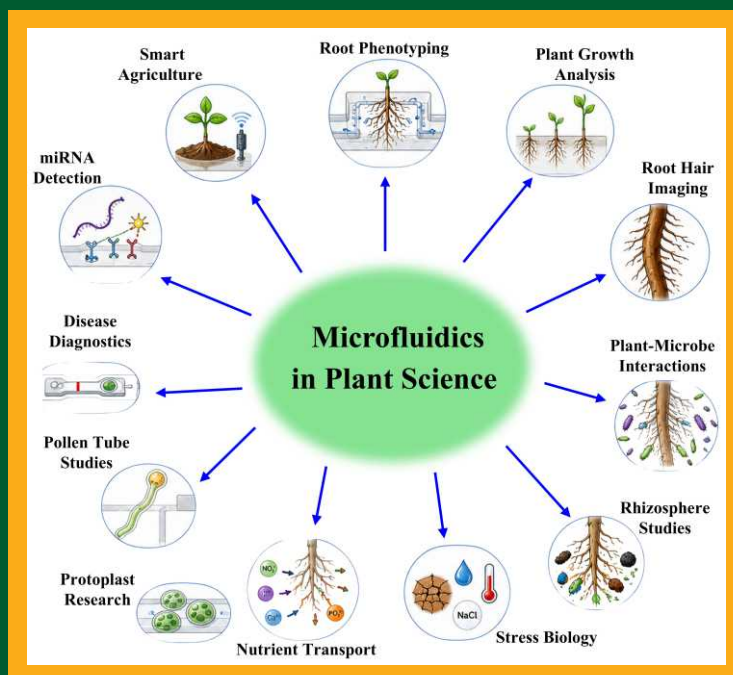 Smart
Agriculture
Root Phenotyping
Plant Growth
Analysis
miRNA
Detection
Root Hair
Imaging
Microfluidics
in Plant Science
Disease
Diagnostics
Plant-Microbe
Interactions
Pollen Tube
Studies
Rhizosphere
Studies
Protoplast
Research
Nutrient Transport
NaCl
Stress Biology